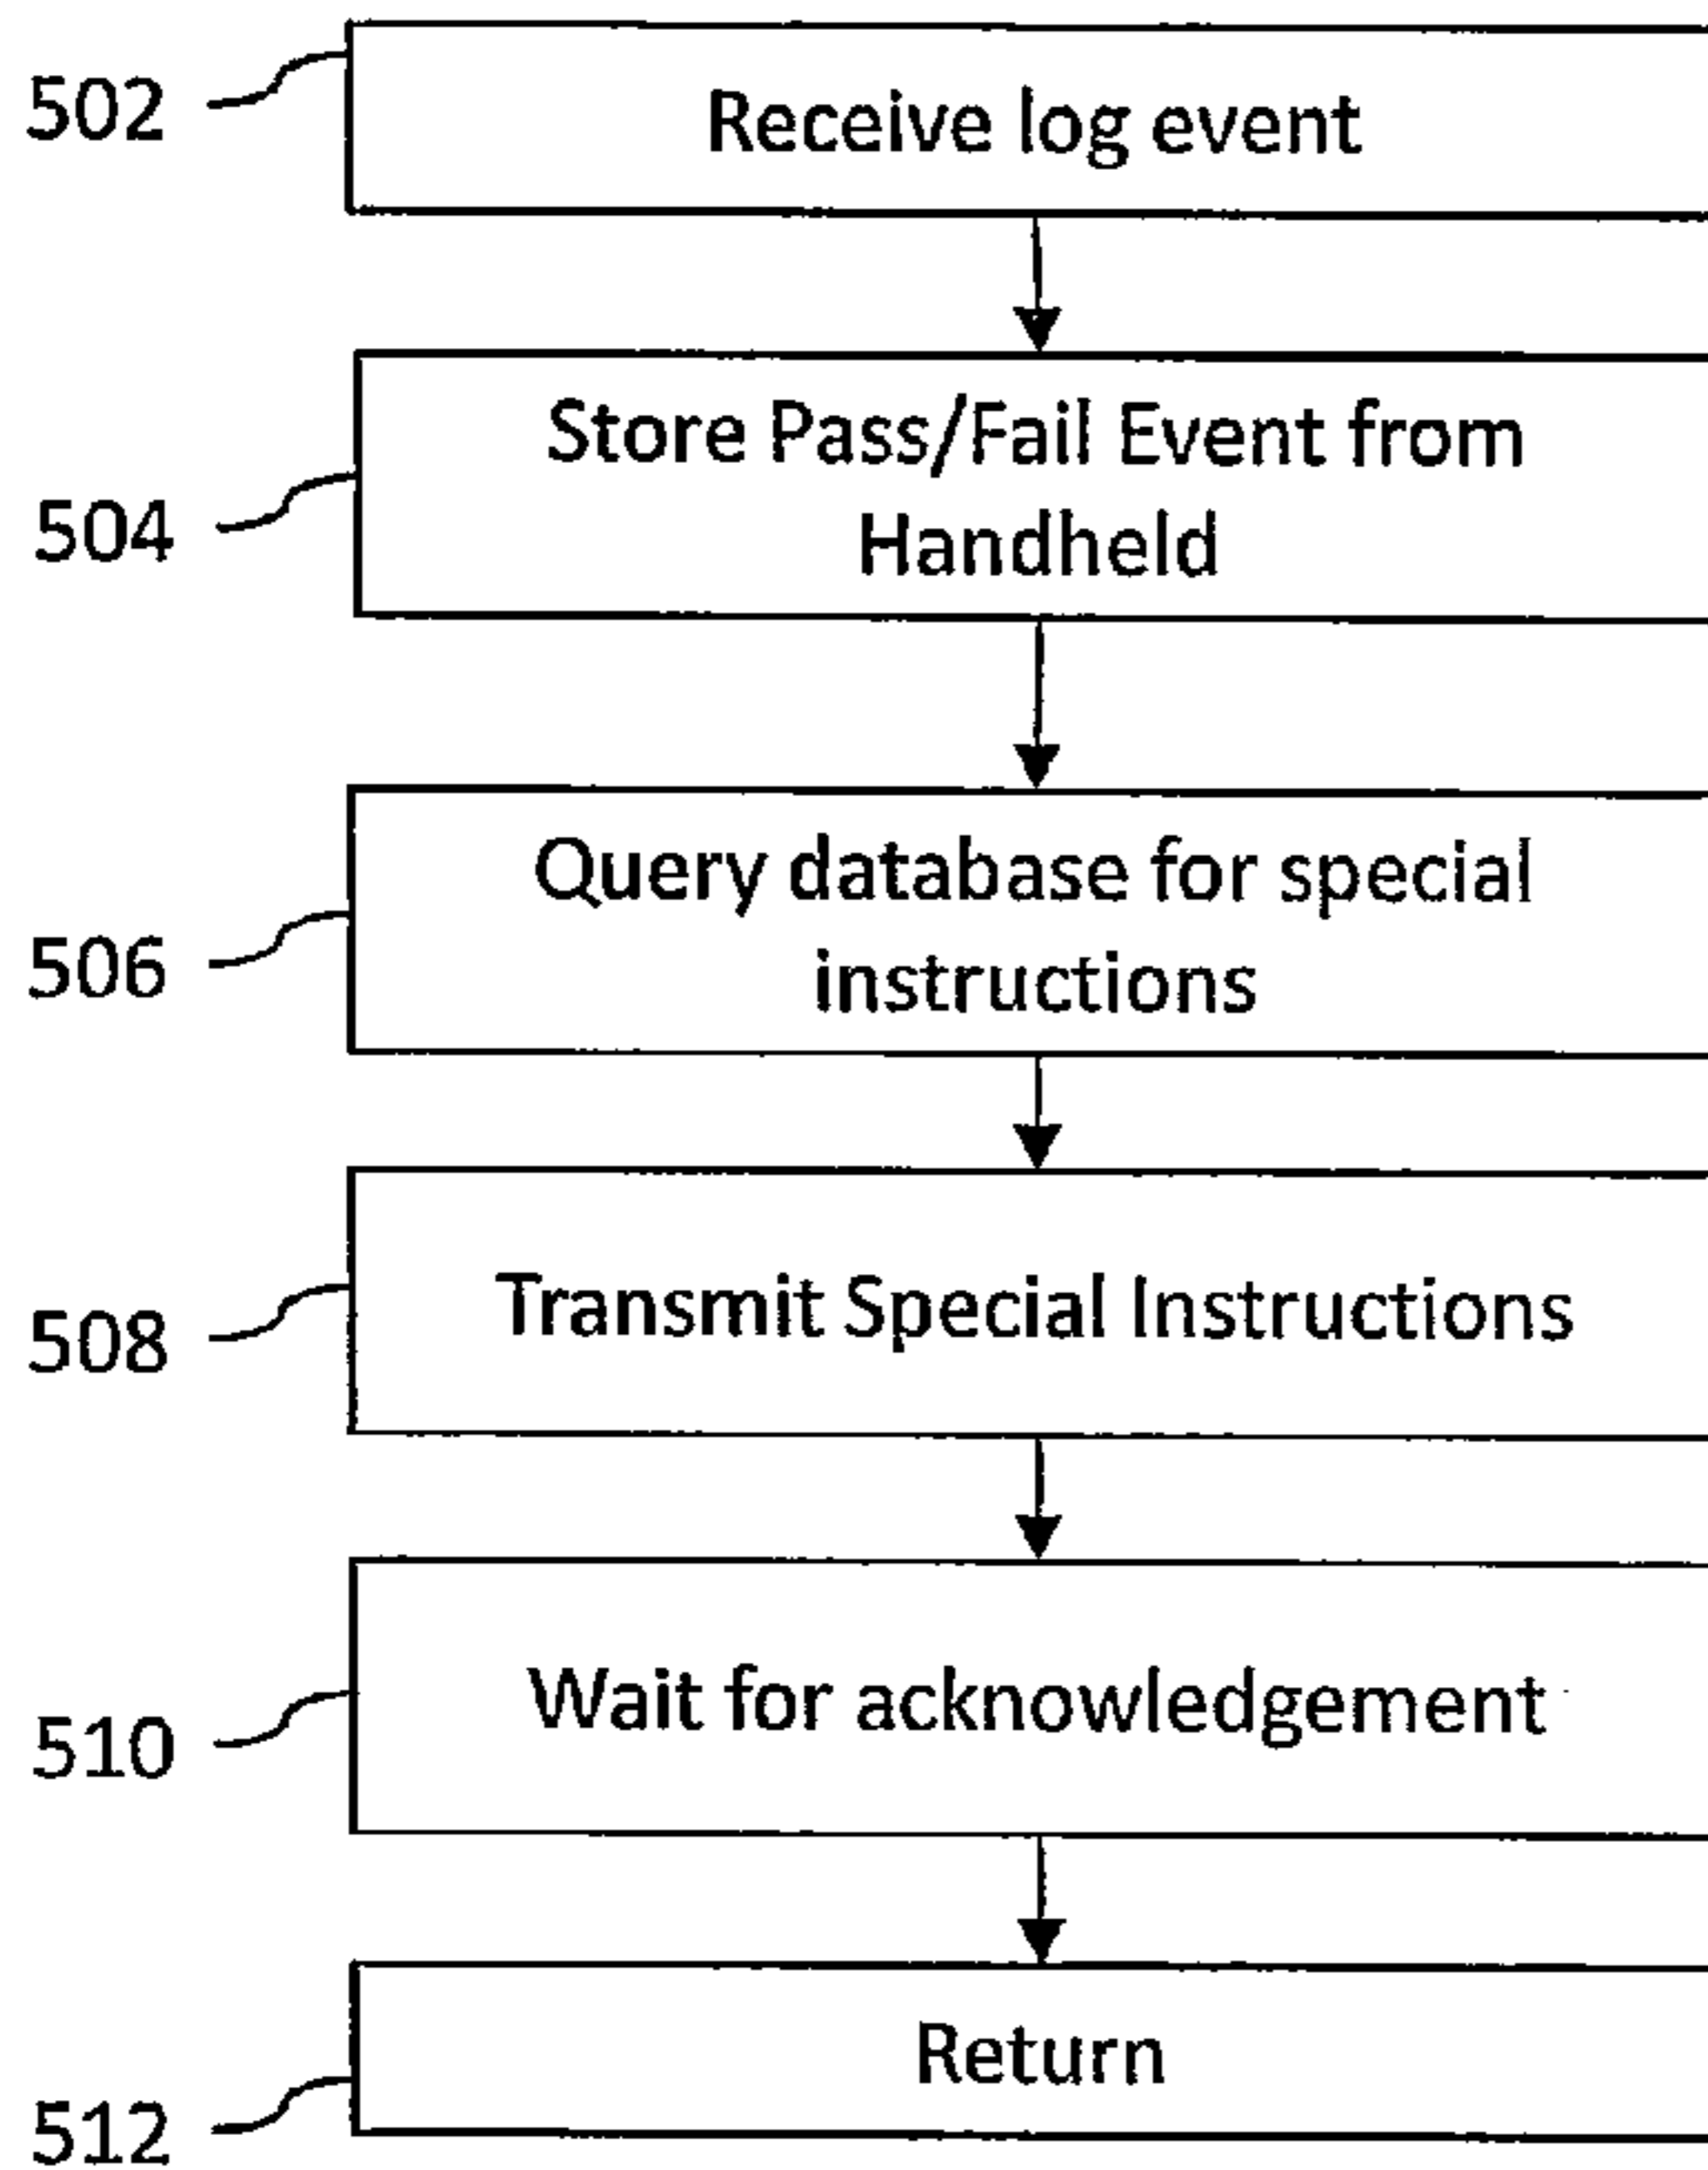 502
Receive log event
504
Store Pass/Fail Event from
Handheld
506
Query database for special
instructions
508
Transmit Special Instructions
510
Wait for acknowledgement
512
Return